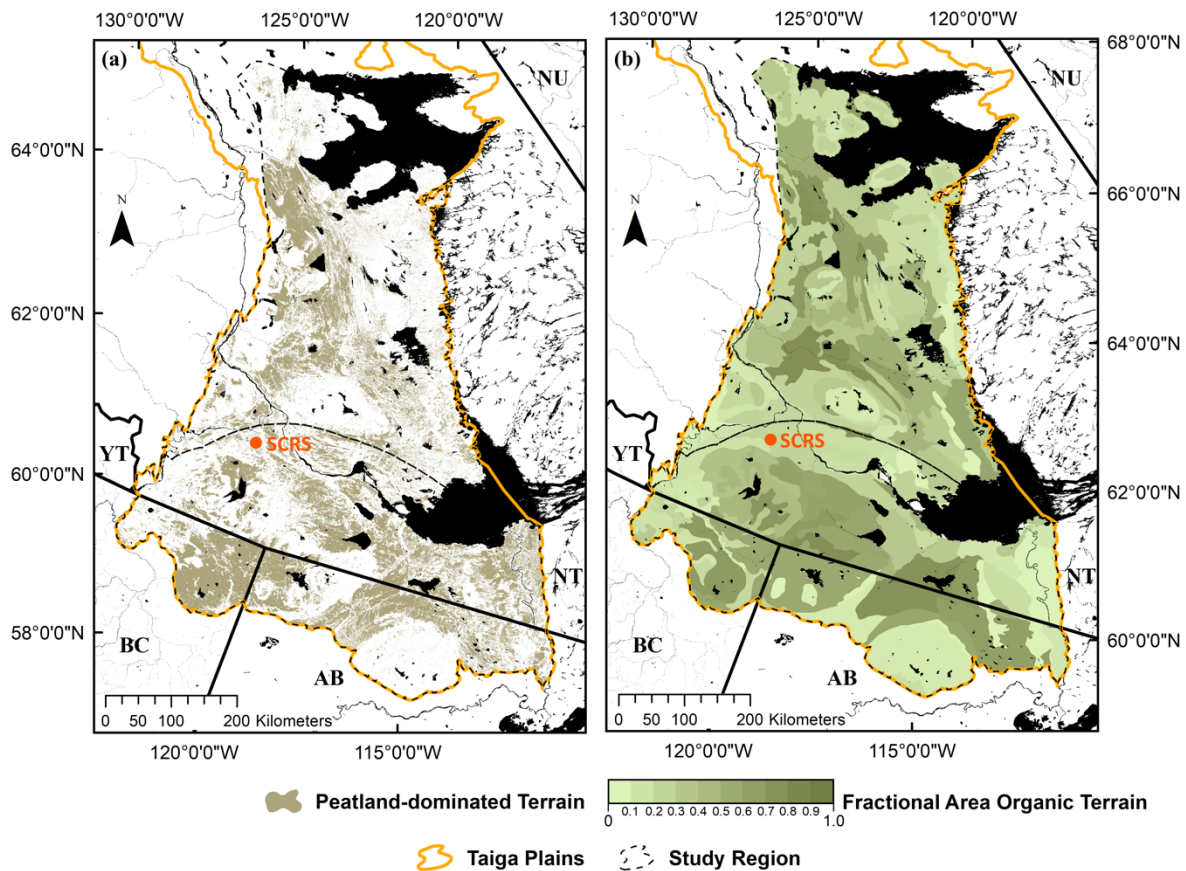 130°0'0"W 125°0'0"W 120°0'0"W
130°0'0"W 125°0'0"W 120°0'0"W
(a)
NU
64°0'0"N
N
62°0'0"N
SCRS
YT
60°0'0"N
NT
58°0'0"N
BC
AB
0 50 100 200 Kilometers
120°0'0"W 115°0'0"W
(b)
NU
68°0'0"N
66°0'0"N
N
64°0'0"N
SCRS
YT
62°0'0"N
NT
60°0'0"N
BC
AB
0 50 100 200 Kilometers
120°0'0"W 115°0'0"W
Peatland-dominated Terrain
0.1 0.2 0.3 0.4 0.5 0.6 0.7 0.8 0.9
0 1.0
Fractional Area Organic Terrain
Taiga Plains
Study Region